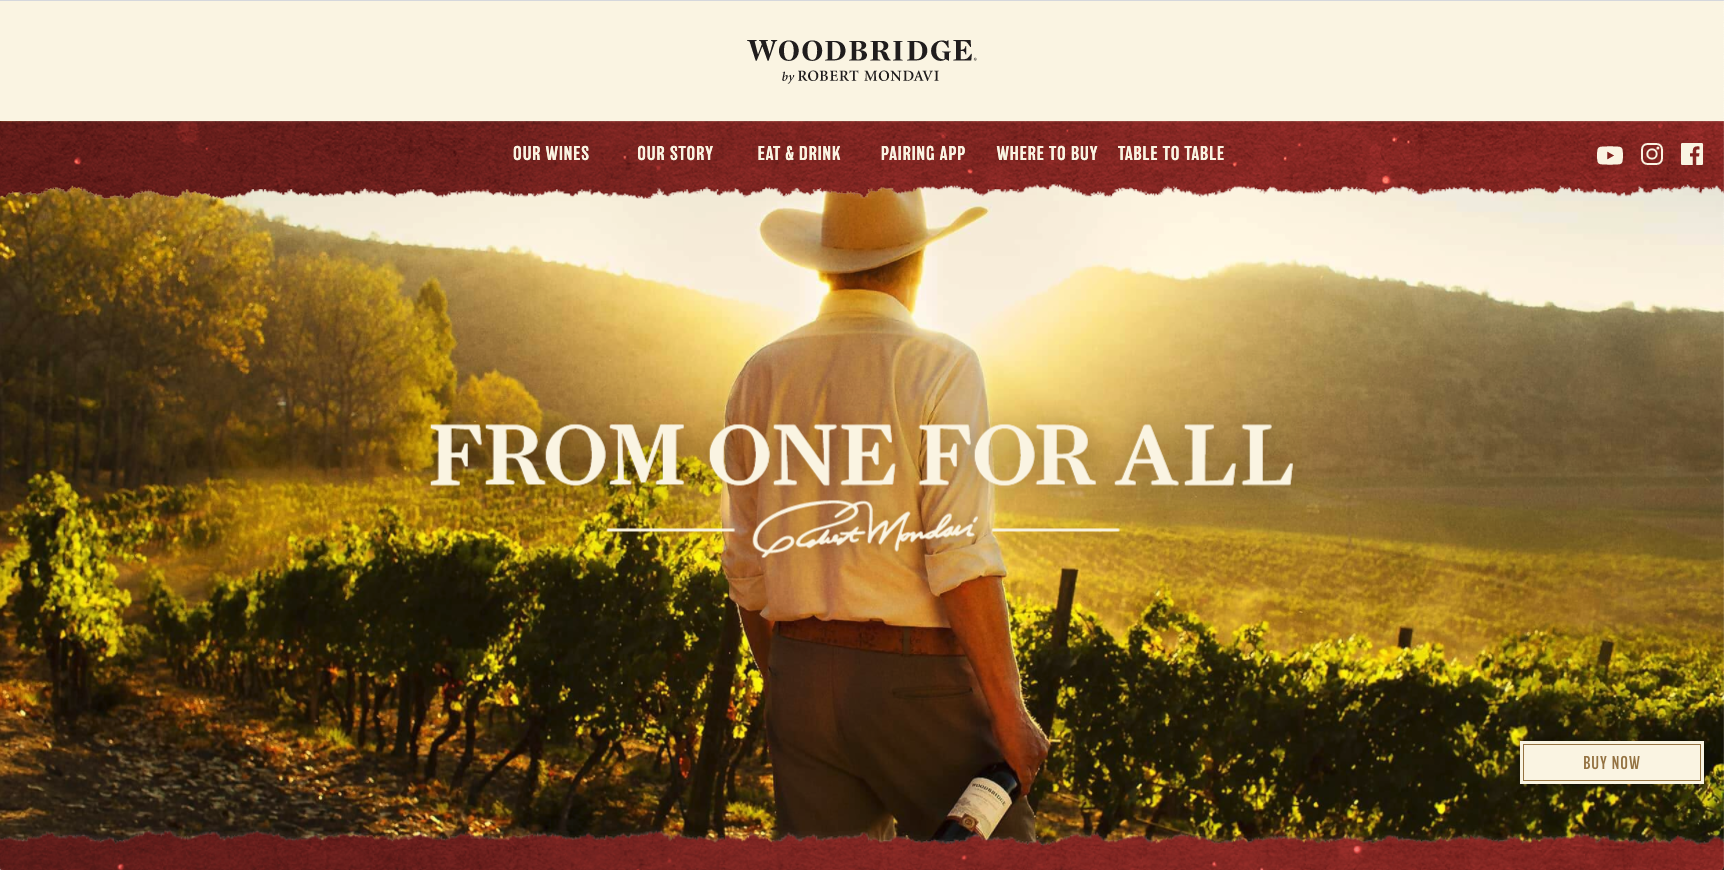 WOODBRIDGE
by ROBERT MONDAVI
OUR WINES OUR STORY EAT & DRINK PAIRING APP WHERE TO BUY TABLE TO TABLE
FROM ONE FOR ALL
Robert Mondavi
WOODBRIDGE
BUY NOW